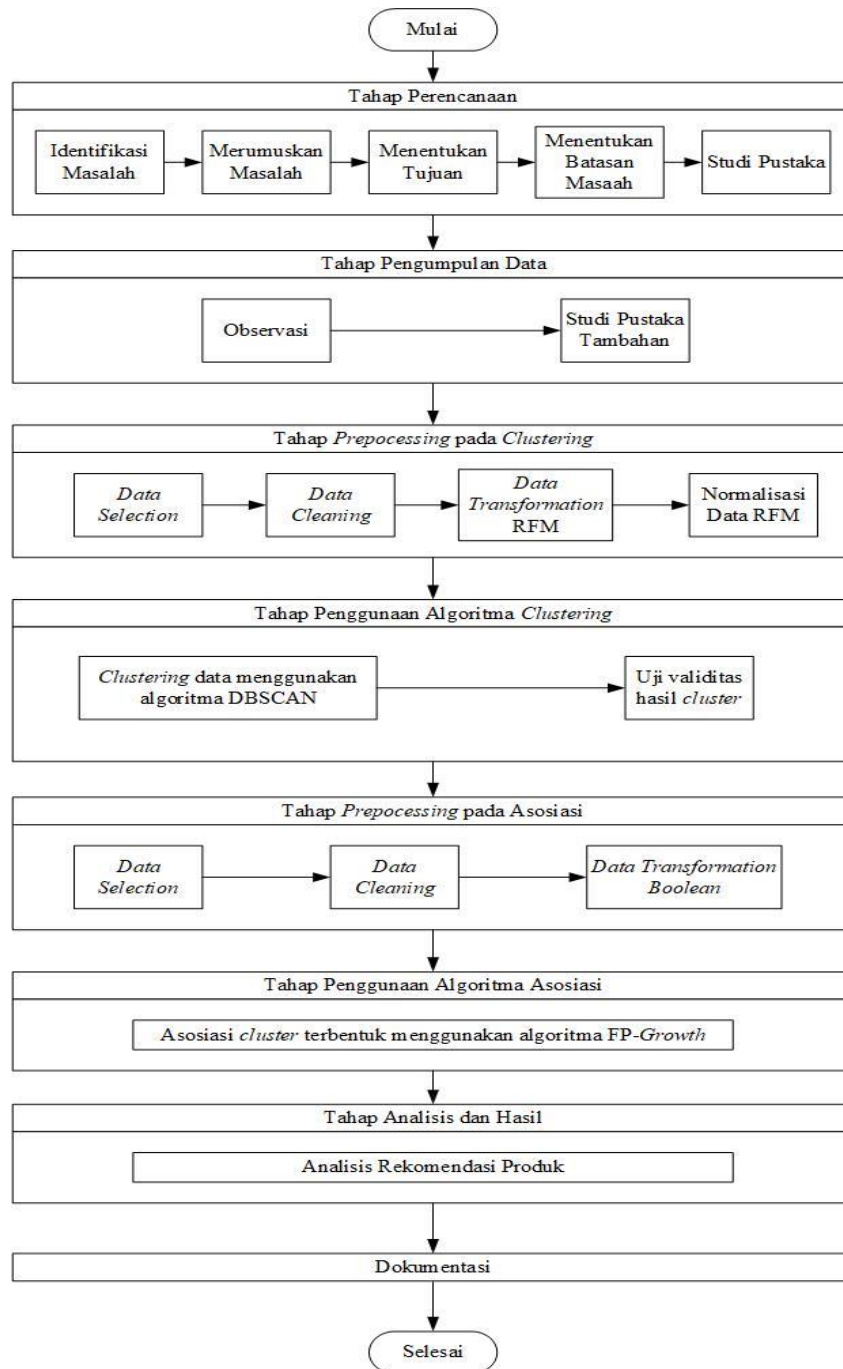 Mulai
Tahap Perencanaan
Identifikasi
Masalah
Merumuskan
Masalah
Menentukan
Tujuan
Menentukan
Batasan
Masaah
Studi Pustaka
Tahap Pengumpulan Data
Observasi
Studi Pustaka
Tambahan
Tahap Prepocessing pada Clustering
Data
Selection
Data
Cleaning
Data
Transformation
RFM
Normalisasi
Data RFM
Tahap Penggunaan Algoritma Clustering
Clustering data menggunakan
algoritma DBSCAN
Uji validitas
hasil cluster
Tahap Prepocessing pada Asosiasi
Data
Selection
Data
Cleaning
Data Transformation
Boolean
Tahap Penggunaan Algoritma Asosiasi
Asosiasi cluster terbentuk menggunakan algoritma FP-Growth
Tahap Analisis dan Hasil
Analisis Rekomendasi Produk
Dokumentasi
Selesai